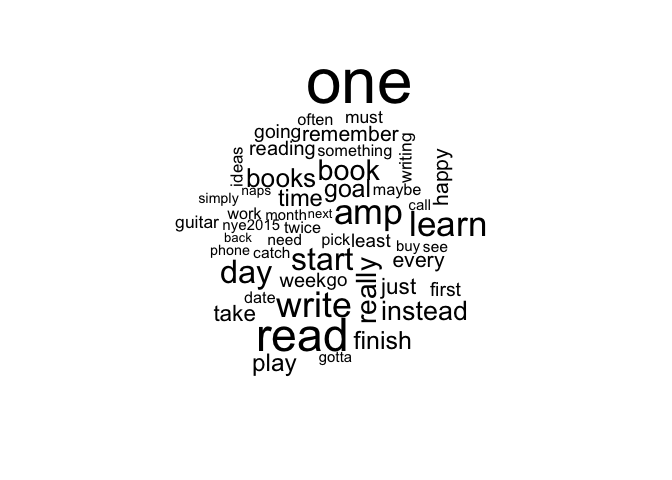 one
often must
going remember
ideas reading something writing happy
books book
simply naps time goal maybe
call
guitar work month next amp learn
nye2015 twice
back need pick least
phone catch start buy see
day week go really every
date write just first
take instead
read finish
play gotta